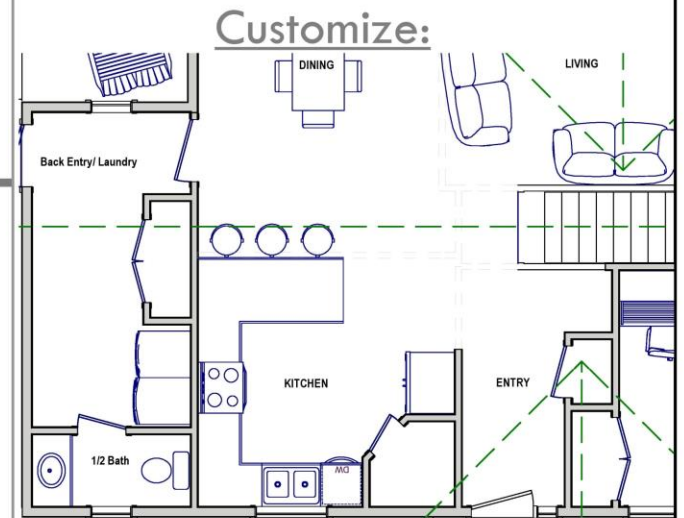 Customize:
DINING
LIVING
Back Entry/ Laundry
KITCHEN
ENTRY
1/2 Bath
DW